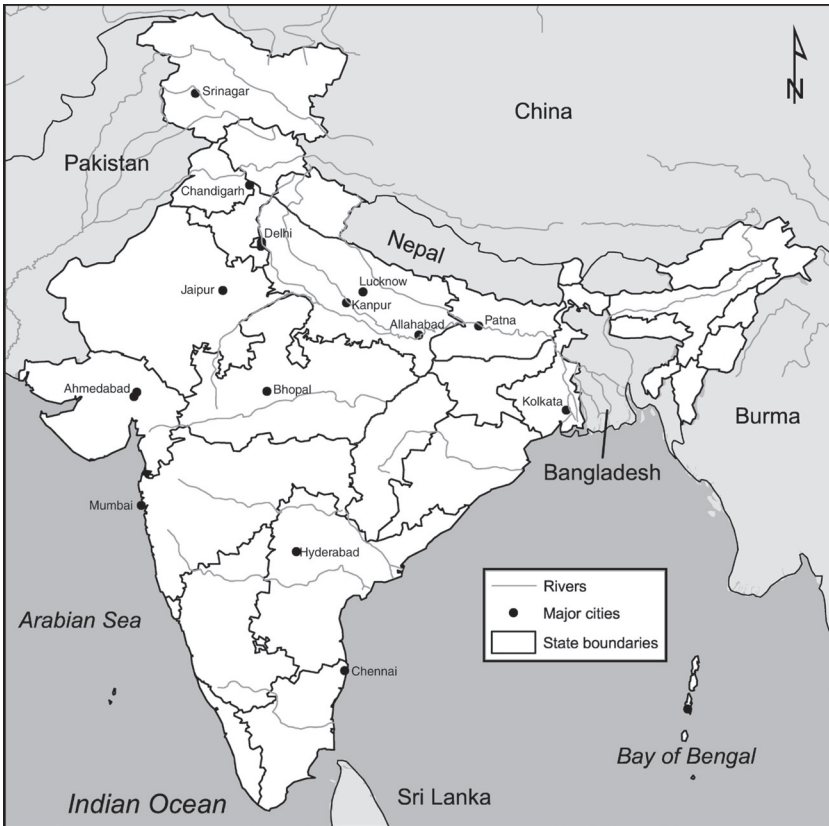 Srinagar
China
N
Pakistan
Chandigarh
Delhi
Nepal
Jaipur
Lucknow
Kanpur
Allahabad
Patna
Ahmedabad
Bhopal
Kolkata
Burma
Bangladesh
Mumbai
Hyderabad
Rivers
Major cities
State boundaries
Arabian Sea
Chennai
Bay of Bengal
Indian Ocean
Sri Lanka